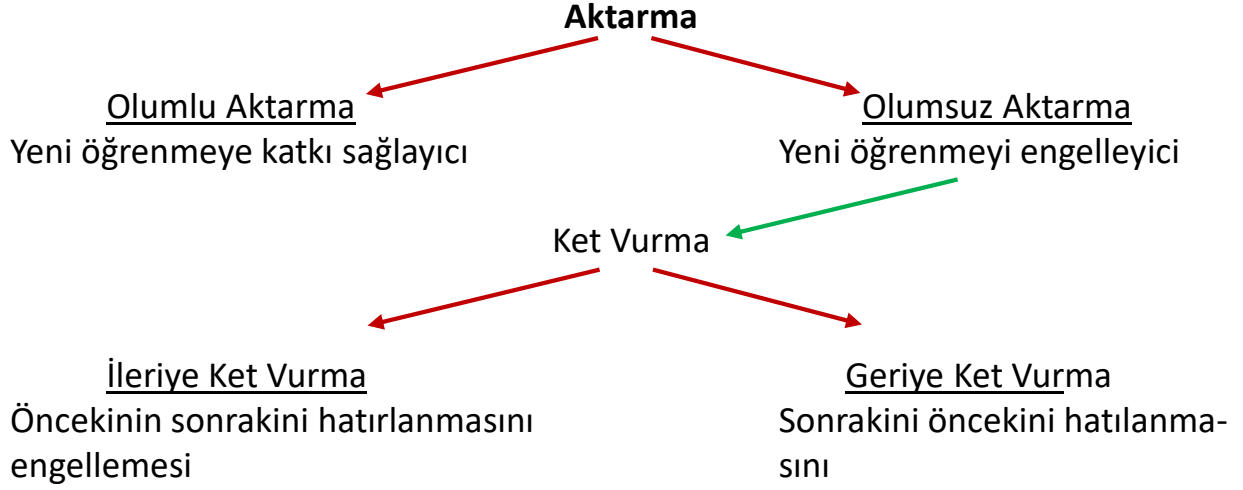 Aktarma
Olumlu Aktarma
Yeni öğrenmeye katkı sağlayıcı
Olumsuz Aktarma
Yeni öğrenmeyi engelleyici
Ket Vurma
İleriye Ket Vurma
Öncekinin sonrakini hatırlanmasını
engellemesi
Geriye Ket Vurma
Sonrakini öncekini hatılanma-
sını